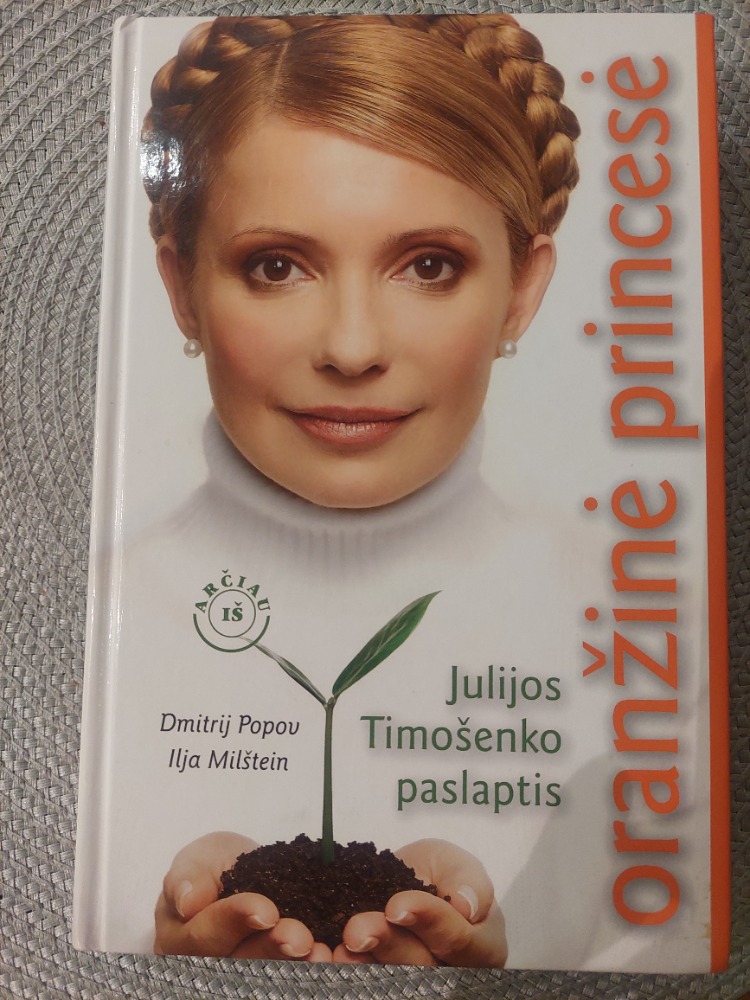 oranžinė princesė
ARČIAU
IŠ
Julijos
Timošenko
paslaptis
Dmitrij Popov
Ilja Milštein